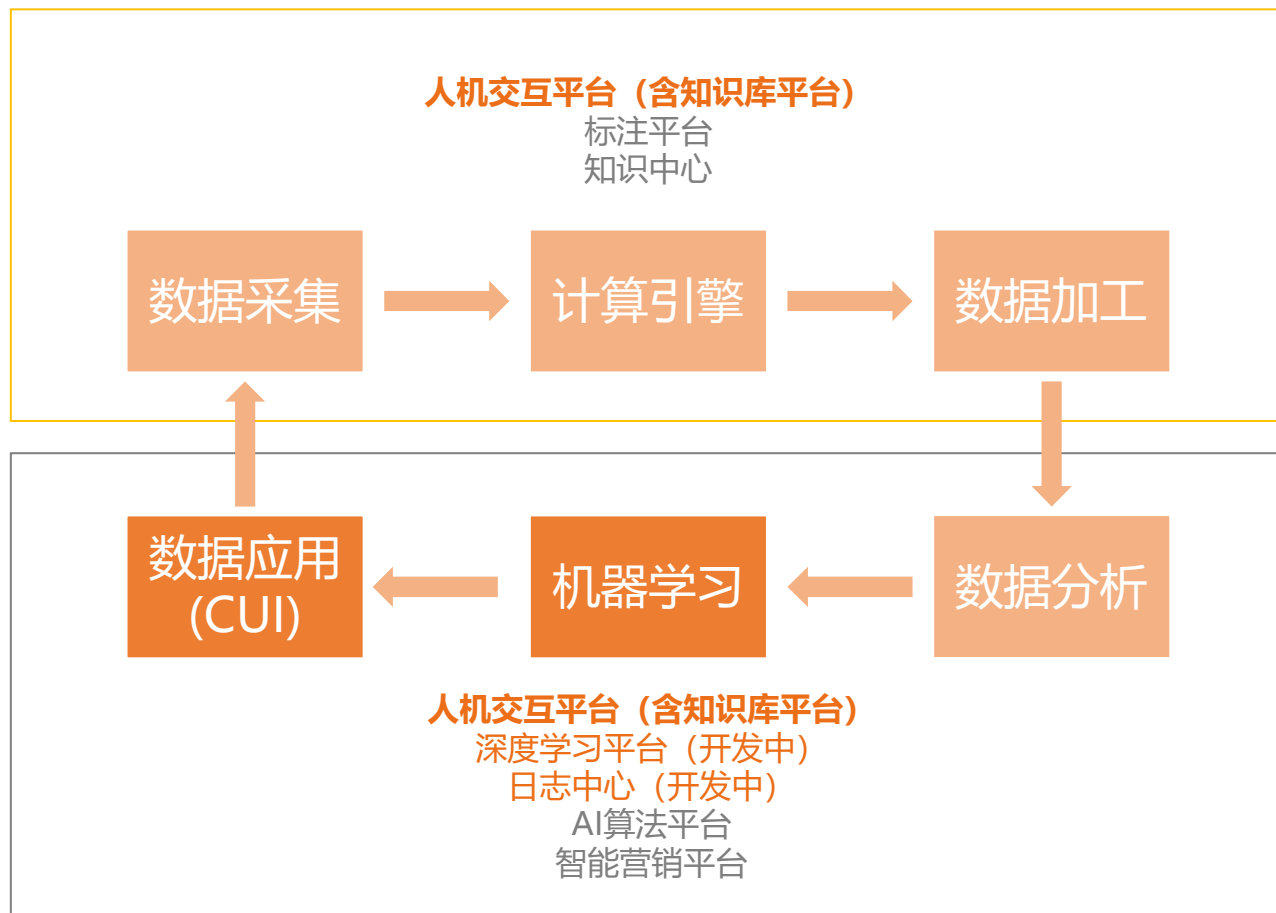 人机交互平台（含知识库平台）
标注平台
知识中心
数据采集
计算引擎
数据加工
数据应用
(CUI)
机器学习
数据分析
人机交互平台（含知识库平台）
深度学习平台（开发中）
日志中心（开发中）
AI算法平台
智能营销平台